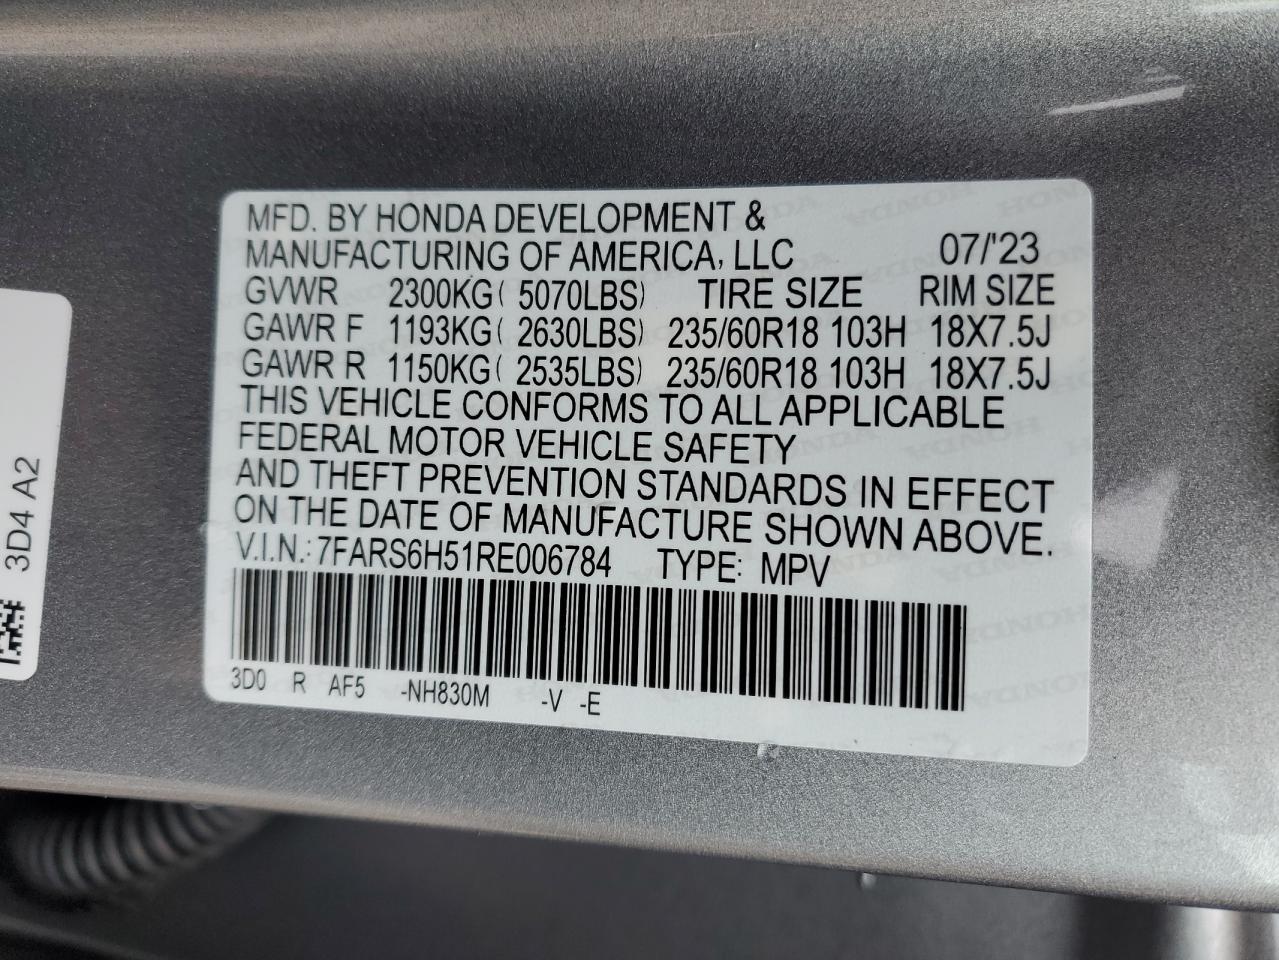 MFD. BY HONDA DEVELOPMENT &
MANUFACTURING OF AMERICA, LLC 07/'23
GVWR 2300KG( 5070LBS) TIRE SIZE RIM SIZE
GAWR F 1193KG( 2630LBS) 235/60R18 103H 18X7.5J
GAWR R 1150KG( 2535LBS) 235/60R18 103H 18X7.5J
THIS VEHICLE CONFORMS TO ALL APPLICABLE
FEDERAL MOTOR VEHICLE SAFETY
AND THEFT PREVENTION STANDARDS IN EFFECT
ON THE DATE OF MANUFACTURE SHOWN ABOVE.
V.I.N.: 7FARS6H51RE006784 TYPE: MPV
3D0 R AF5 -NH830M -V -E
3D4 A2